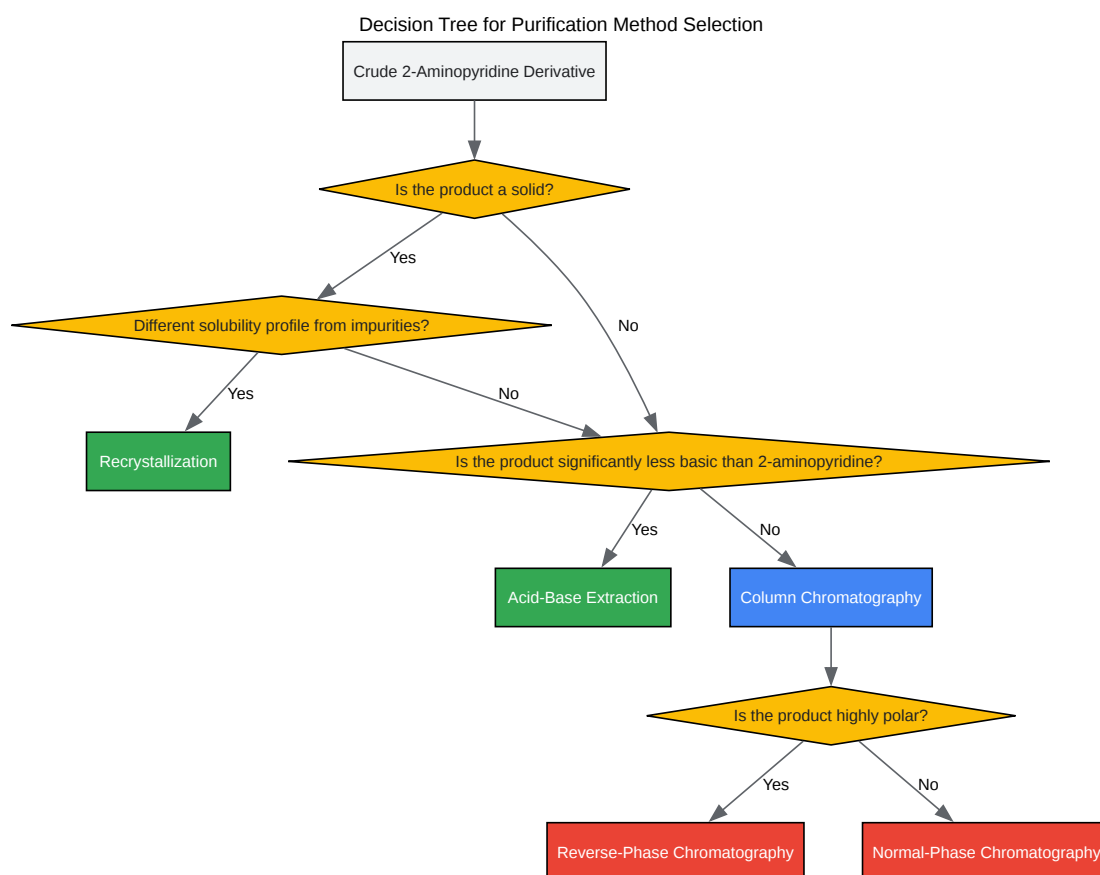 Decision Tree for Purification Method Selection
Crude 2-Aminopyridine Derivative
Is the product a solid?
Yes
No
Different solubility profile from impurities?
Yes
No
Recrystallization
Is the product significantly less basic than 2-aminopyridine?
Yes
No
Acid-Base Extraction
Column Chromatography
Is the product highly polar?
Yes
No
Reverse-Phase Chromatography
Normal-Phase Chromatography